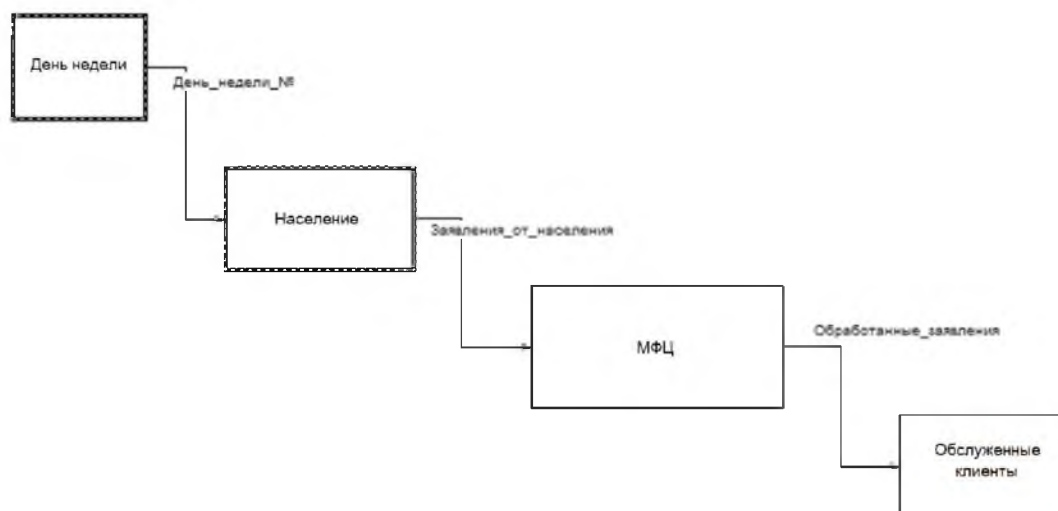 День недели
День_недели_№
Население
Заявления_от_населения
МФЦ
Обработанные_заявления
Обслуженные
клиенты